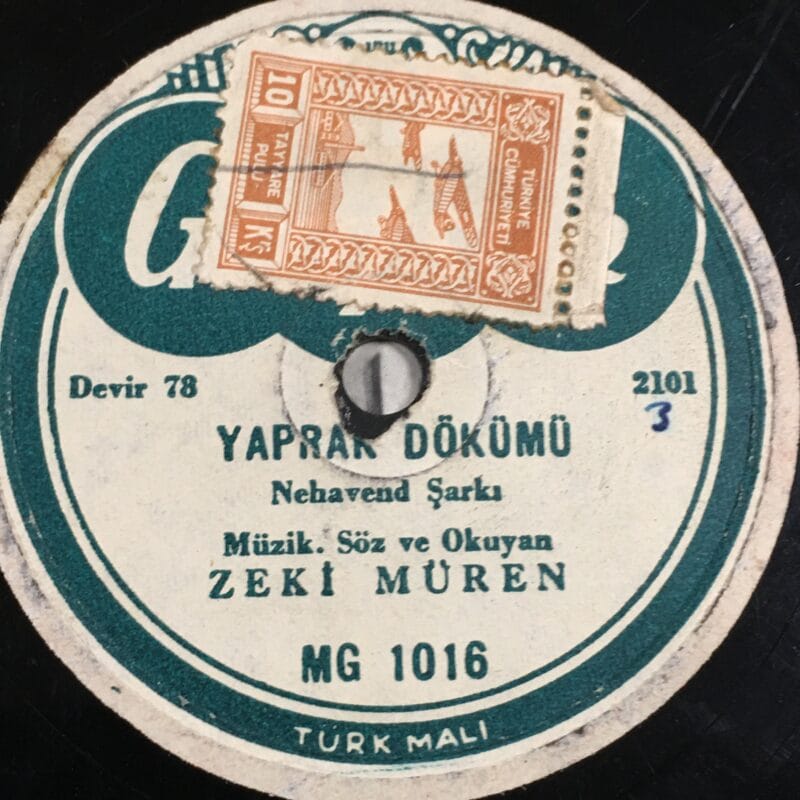 10
TAYYARE
PULU
Kş
TÜRKİYE
CUMHURİYETİ
G
Devir 78
2101
3
YAPRAK DÖKÜMÜ
Nehavend Şarkı
Müzik. Söz ve Okuyan
ZEKİ MÜREN
MG 1016
TÜRK MALI